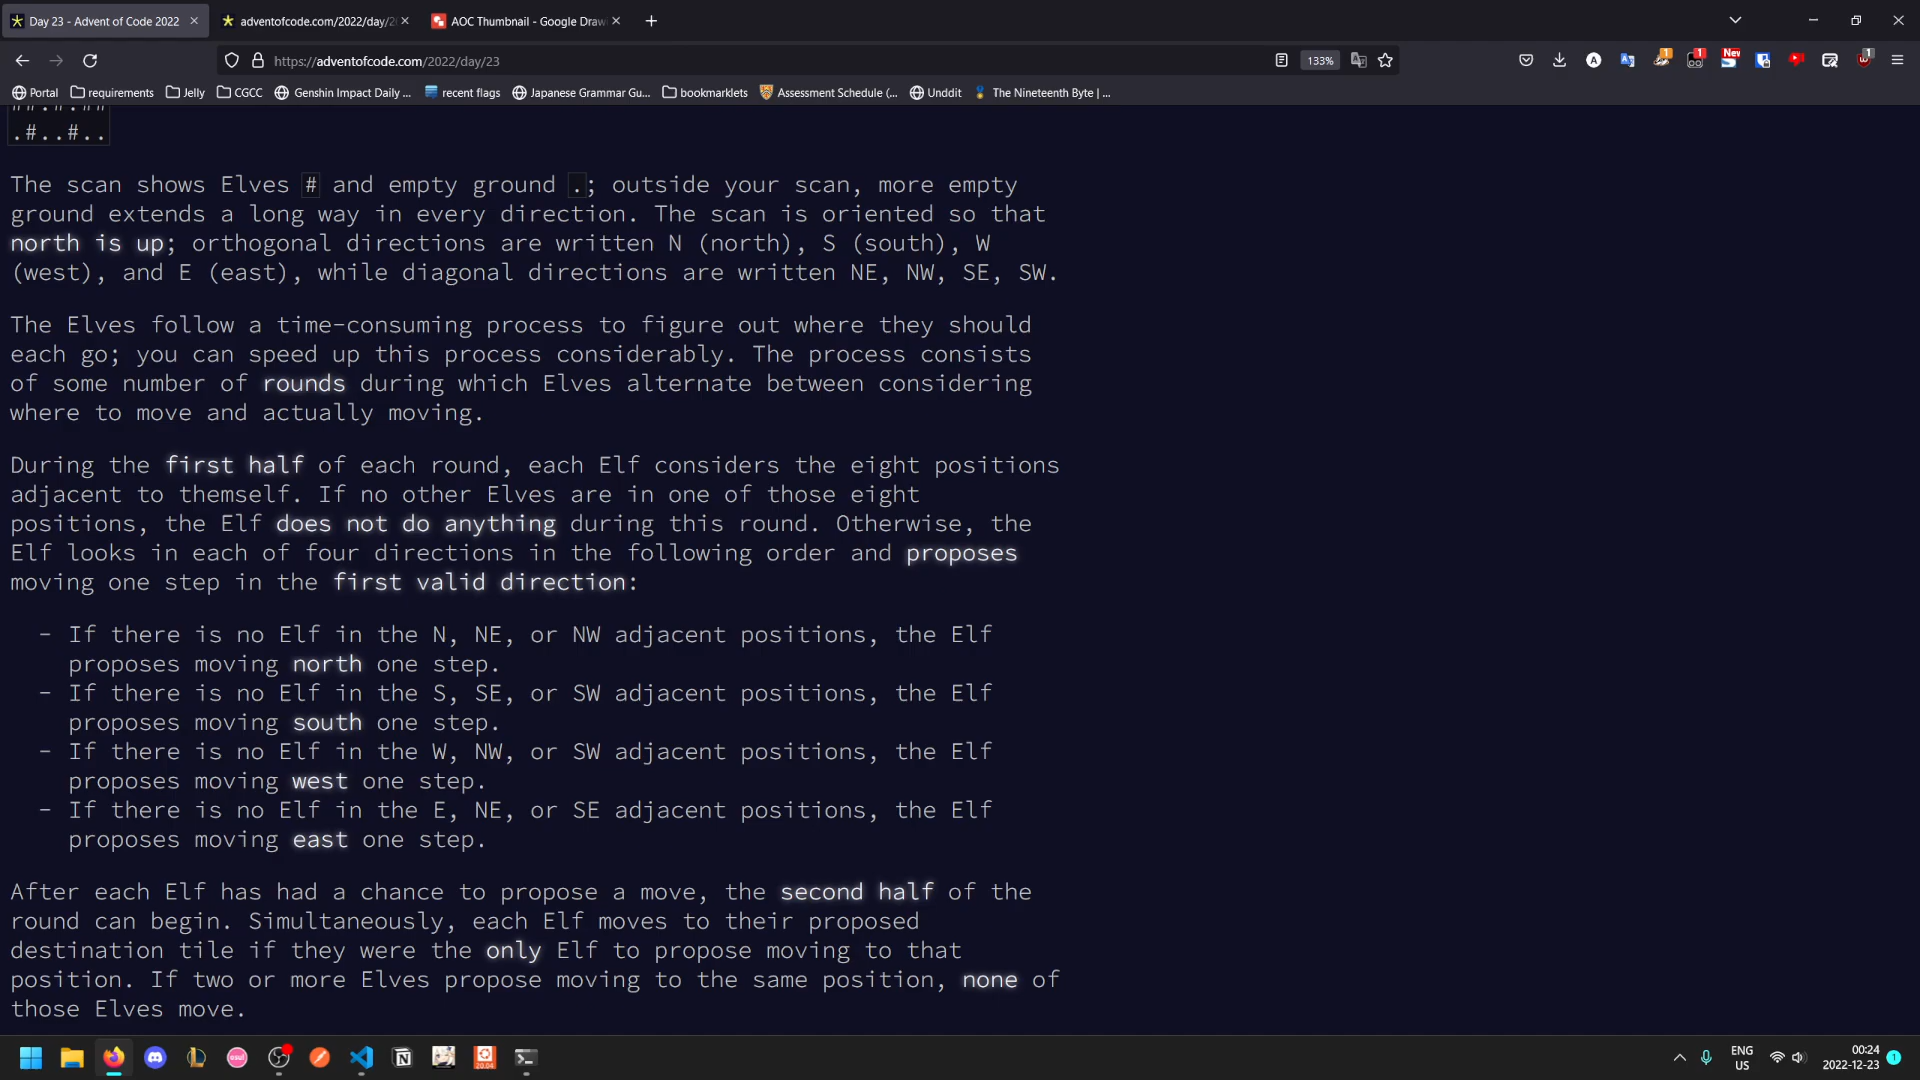 Day 23 - Advent of Code 2022
adventofcode.com/2022/day/2
AOC Thumbnail - Google Draw
https://adventofcode.com/2022/day/23
133%
New
Portal
requirements
Jelly
CGCC
Genshin Impact Daily ...
recent flags
Japanese Grammar Gu...
bookmarklets
Assessment Schedule (...
Unddit
The Nineteenth Byte | ...
.#..#..
The scan shows Elves # and empty ground .; outside your scan, more empty
ground extends a long way in every direction. The scan is oriented so that
north is up; orthogonal directions are written N (north), S (south), W
(west), and E (east), while diagonal directions are written NE, NW, SE, SW.
The Elves follow a time-consuming process to figure out where they should
each go; you can speed up this process considerably. The process consists
of some number of rounds during which Elves alternate between considering
where to move and actually moving.
During the first half of each round, each Elf considers the eight positions
adjacent to themself. If no other Elves are in one of those eight
positions, the Elf does not do anything during this round. Otherwise, the
Elf looks in each of four directions in the following order and proposes
moving one step in the first valid direction:
- If there is no Elf in the N, NE, or NW adjacent positions, the Elf
proposes moving north one step.
- If there is no Elf in the S, SE, or SW adjacent positions, the Elf
proposes moving south one step.
- If there is no Elf in the W, NW, or SW adjacent positions, the Elf
proposes moving west one step.
- If there is no Elf in the E, NE, or SE adjacent positions, the Elf
proposes moving east one step.
After each Elf has had a chance to propose a move, the second half of the
round can begin. Simultaneously, each Elf moves to their proposed
destination tile if they were the only Elf to propose moving to that
position. If two or more Elves propose moving to the same position, none of
those Elves move.
ENG
US
00:24
2022-12-23
1